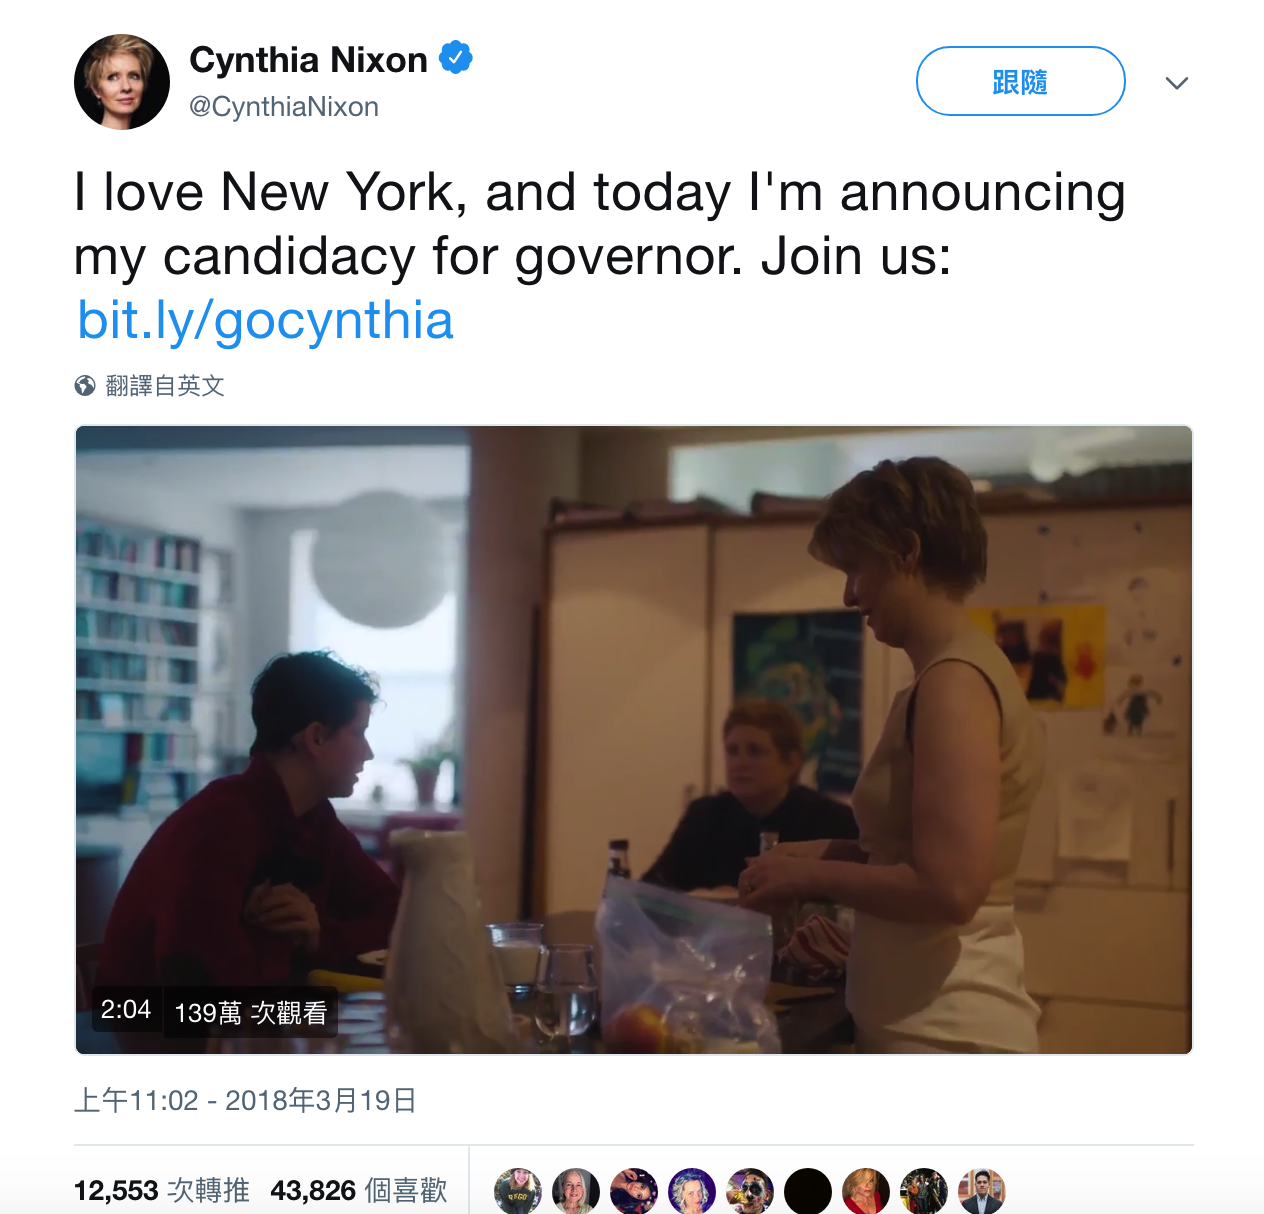 Cynthia Nixon
@CynthiaNixon
跟隨
I love New York, and today I'm announcing
my candidacy for governor. Join us:
bit.ly/gocynthia
翻譯自英文
2:04 139萬 次觀看
上午11:02 - 2018年3月19日
12,553 次轉推 43,826 個喜歡